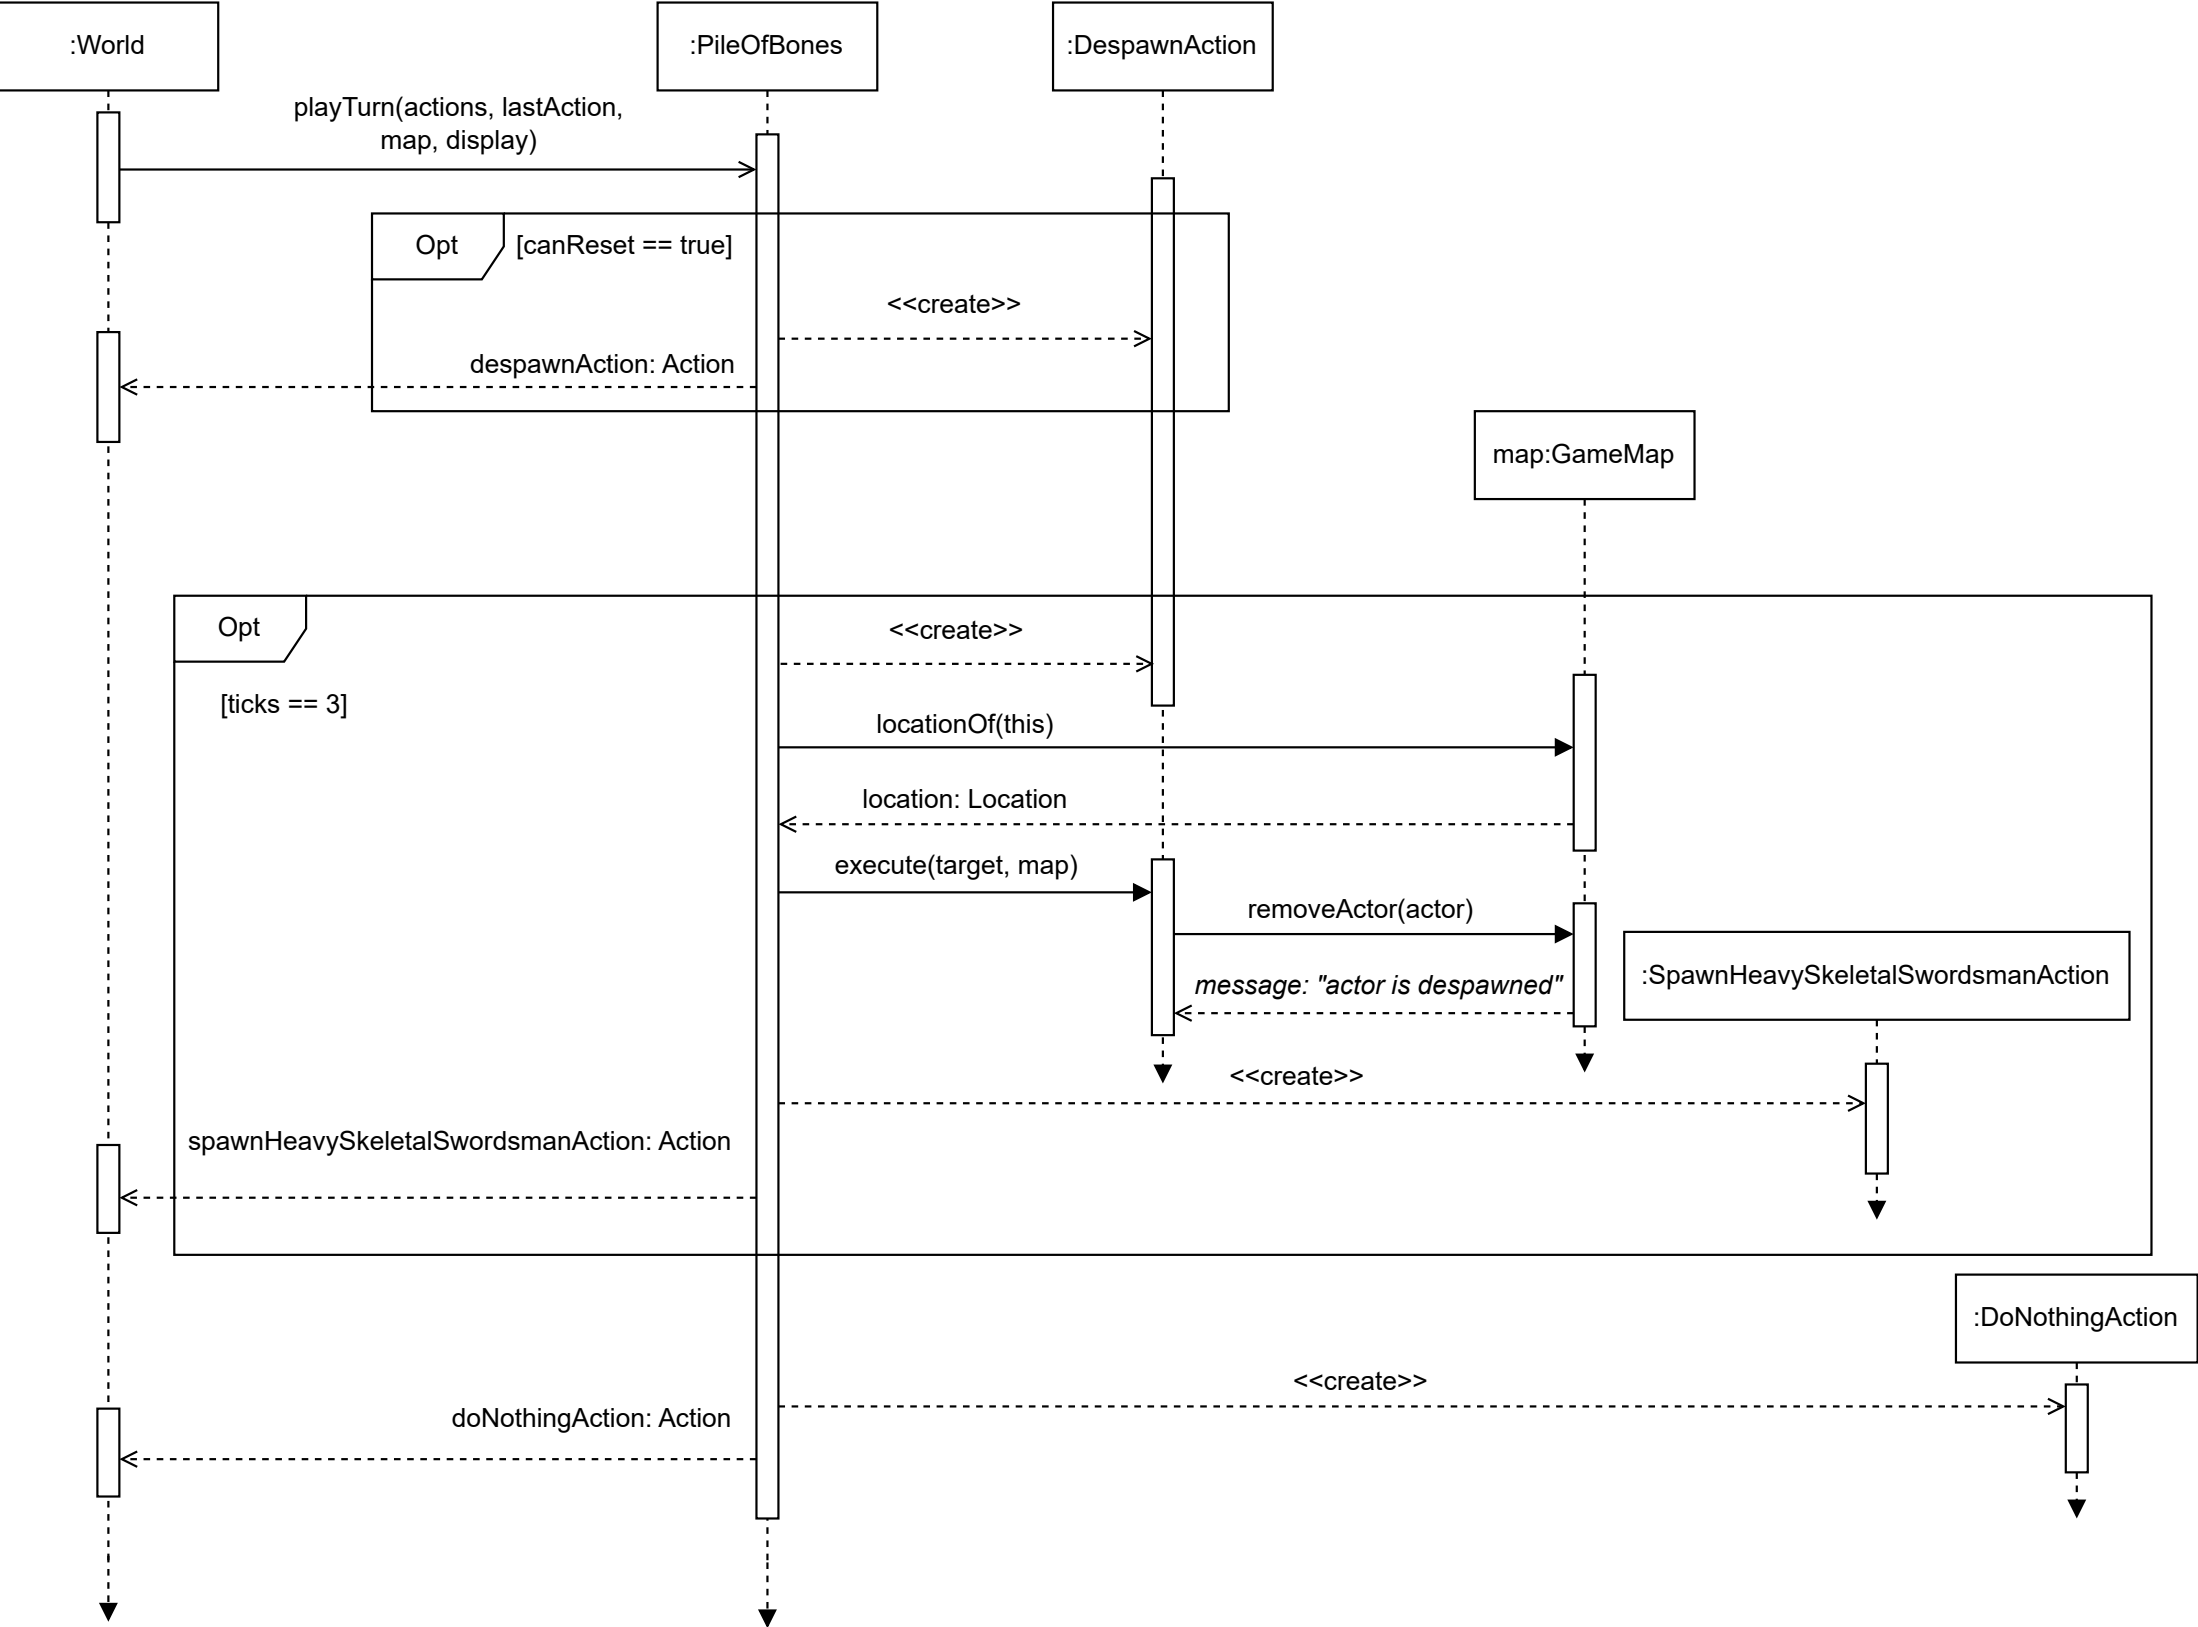 :World
:PileOfBones
:DespawnAction
playTurn(actions, lastAction,
map, display)
Opt
[canReset == true]
<<create>>
despawnAction: Action
map:GameMap
Opt
<<create>>
[ticks == 3]
locationOf(this)
location: Location
execute(target, map)
removeActor(actor)
:SpawnHeavySkeletalSwordsmanAction
message: "actor is despawned"
<<create>>
spawnHeavySkeletalSwordsmanAction: Action
:DoNothingAction
<<create>>
doNothingAction: Action